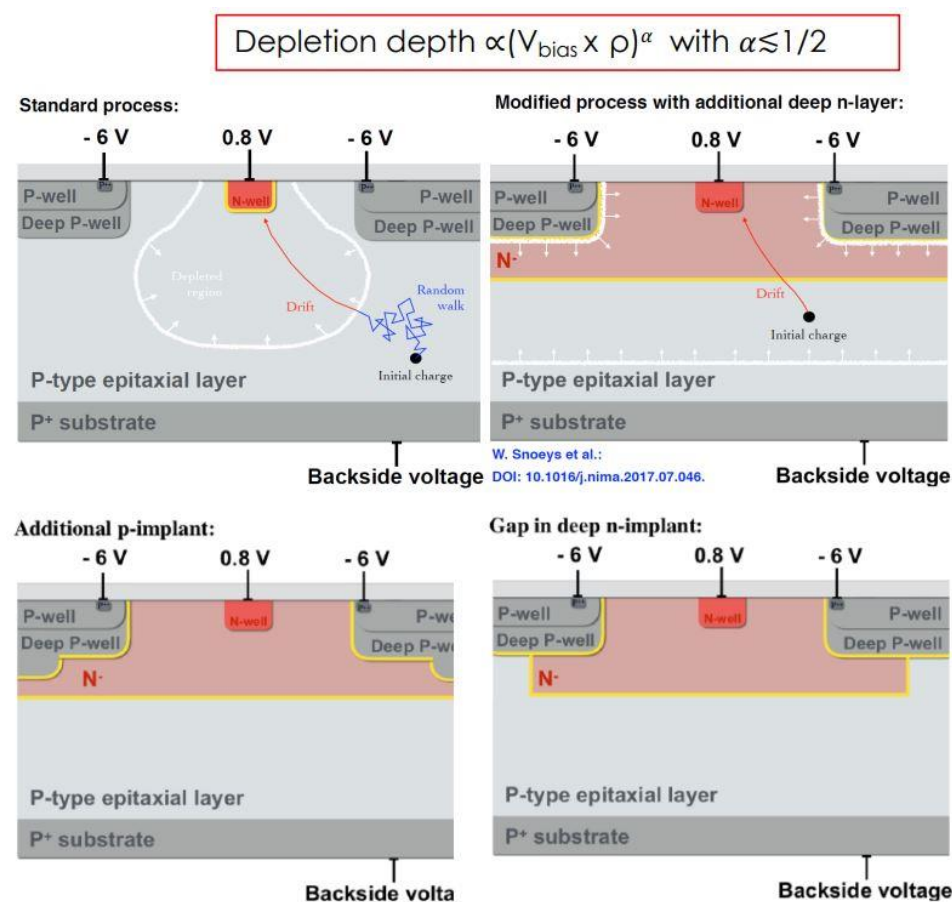 Depletion depth ∝(Vbias x ρ)^α with α≲1/2
Standard process:
- 6 V
0.8 V
- 6 V
P++
P-well
Deep P-well
N-well
P-well
Deep P-well
Depleted
region
Drift
Random
walk
Initial charge
P-type epitaxial layer
P+ substrate
Backside voltage
Modified process with additional deep n-layer:
- 6 V
0.8 V
- 6 V
P++
P-well
Deep P-well
N-well
P++
P-well
Deep P-well
N-
Drift
Initial charge
P-type epitaxial layer
P+ substrate
W. Snoeys et al.:
DOI: 10.1016/j.nima.2017.07.046.
Backside voltage
Additional p-implant:
- 6 V
0.8 V
- 6 V
P++
P-well
Deep P-well
N-well
P++
P-w
Deep P-w
N-
P-type epitaxial layer
P+ substrate
Backside volta
Gap in deep n-implant:
- 6 V
0.8 V
- 6 V
P++
P-well
Deep P-well
N-well
P++
P-well
Deep P-well
N-
P-type epitaxial layer
P+ substrate
Backside voltage